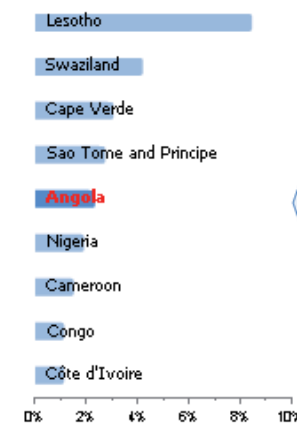 Lesotho
Swaziland
Cape Verde
Sao Tome and Principe
Angola
Nigeria
Cameroon
Congo
Côte d'Ivoire
0% 2% 4% 6% 8% 10%